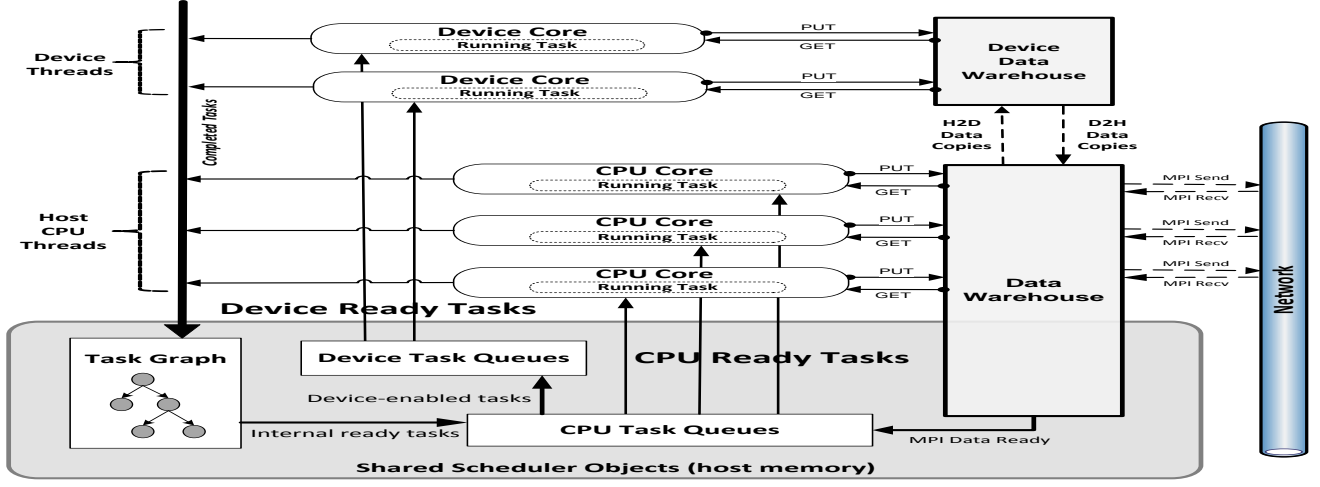 Device
Threads
Device Core
Running Task
PUT
GET
Device
Data
Warehouse
Device Core
Running Task
PUT
GET
Completed Tasks
H2D
Data
Copies
D2H
Data
Copies
Host
CPU
Threads
CPU Core
Running Task
PUT
GET
MPI Send
MPI Recv
CPU Core
Running Task
PUT
GET
MPI Send
MPI Recv
CPU Core
Running Task
PUT
GET
MPI Send
MPI Recv
Data
Warehouse
Network
Device Ready Tasks
Task Graph
Device Task Queues
CPU Ready Tasks
Device-enabled tasks
Internal ready tasks
CPU Task Queues
MPI Data Ready
Shared Scheduler Objects (host memory)